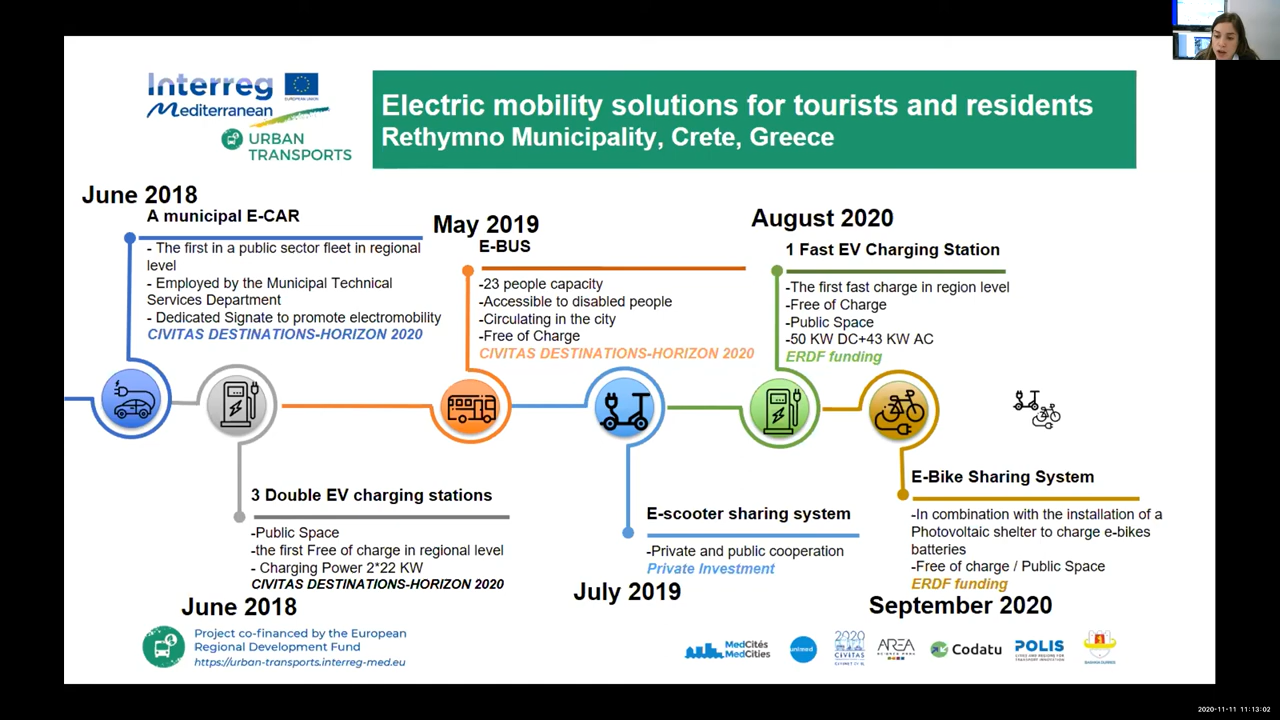 Interreg
EUROPEAN UNION
Mediterranean
URBAN
TRANSPORTS
Electric mobility solutions for tourists and residents
Rethymno Municipality, Crete, Greece
June 2018
A municipal E-CAR
- The first in a public sector fleet in regional
level
- Employed by the Municipal Technical
Services Department
- Dedicated Signate to promote electromobility
CIVITAS DESTINATIONS-HORIZON 2020
May 2019
E-BUS
-23 people capacity
-Accessible to disabled people
-Circulating in the city
-Free of Charge
CIVITAS DESTINATIONS-HORIZON 2020
August 2020
1 Fast EV Charging Station
-The first fast charge in region level
-Free of Charge
-Public Space
-50 KW DC+43 KW AC
ERDF funding
3 Double EV charging stations
-Public Space
-the first Free of charge in regional level
- Charging Power 2*22 KW
CIVITAS DESTINATIONS-HORIZON 2020
June 2018
E-scooter sharing system
-Private and public cooperation
Private Investment
July 2019
E-Bike Sharing System
-In combination with the installation of a
Photovoltaic shelter to charge e-bikes
batteries
-Free of charge / Public Space
ERDF funding
September 2020
Project co-financed by the European
Regional Development Fund
https://urban-transports.interreg-med.eu
MedCités
MedCities
unimed
2020
CIVITAS
AREA
SCIENCE PARK
Codatu
POLIS
2020-11-11 11:13:02